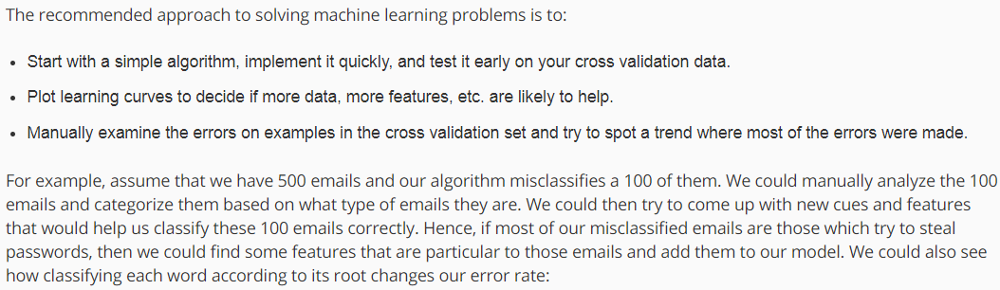 The recommended approach to solving machine learning problems is to:
• Start with a simple algorithm, implement it quickly, and test it early on your cross validation data.
• Plot learning curves to decide if more data, more features, etc. are likely to help.
• Manually examine the errors on examples in the cross validation set and try to spot a trend where most of the errors were made.
For example, assume that we have 500 emails and our algorithm misclassifies a 100 of them. We could manually analyze the 100
emails and categorize them based on what type of emails they are. We could then try to come up with new cues and features
that would help us classify these 100 emails correctly. Hence, if most of our misclassified emails are those which try to steal
passwords, then we could find some features that are particular to those emails and add them to our model. We could also see
how classifying each word according to its root changes our error rate: